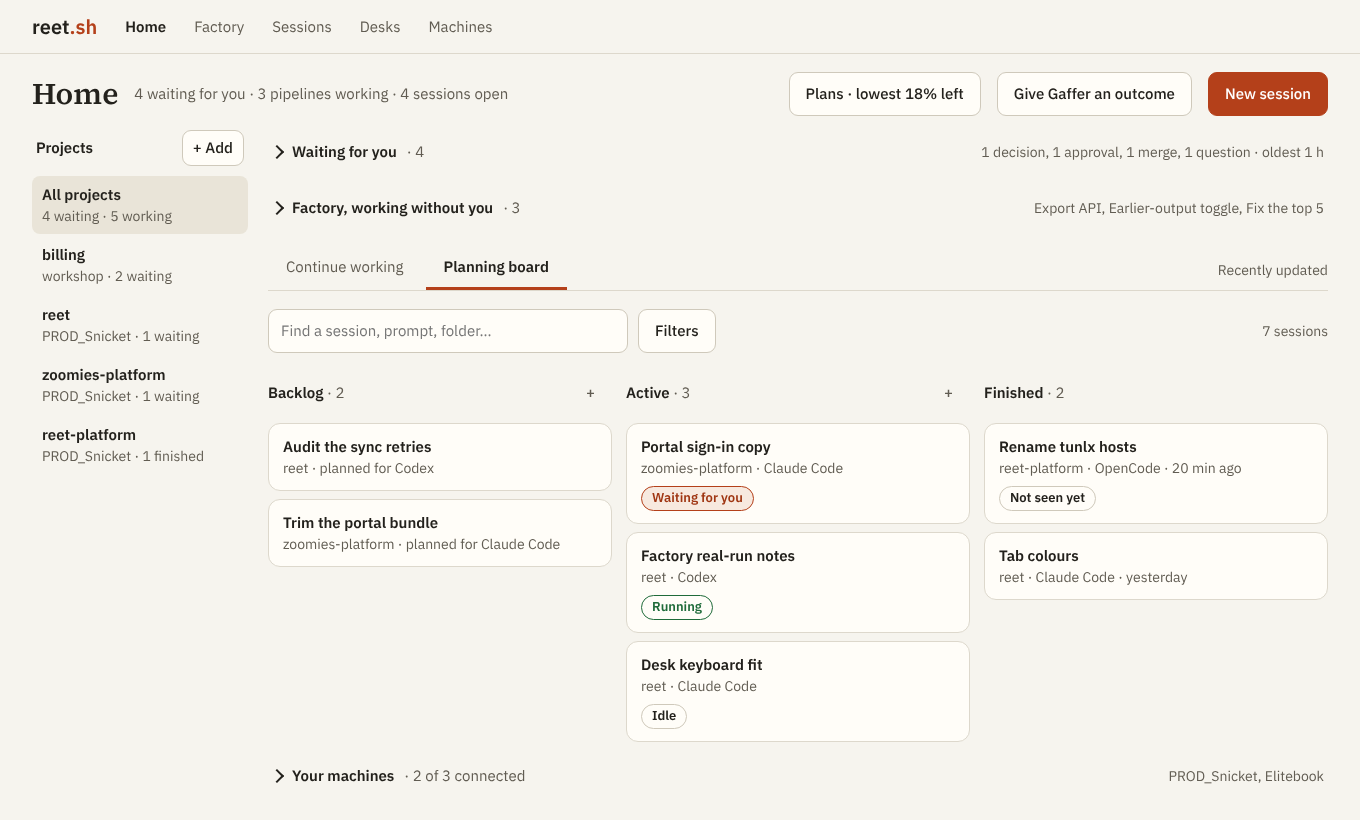 reet.sh Home Factory Sessions Desks Machines
Home 4 waiting for you · 3 pipelines working · 4 sessions open Plans · lowest 18% left Give Gaffer an outcome New session
Projects + Add
All projects
4 waiting · 5 working
billing
workshop · 2 waiting
reet
PROD_Snicket · 1 waiting
zoomies-platform
PROD_Snicket · 1 waiting
reet-platform
PROD_Snicket · 1 finished
Waiting for you · 4 1 decision, 1 approval, 1 merge, 1 question · oldest 1 h
Factory, working without you · 3 Export API, Earlier-output toggle, Fix the top 5
Continue working Planning board Recently updated
Find a session, prompt, folder... Filters 7 sessions
Backlog · 2 +
Audit the sync retries
reet · planned for Codex
Trim the portal bundle
zoomies-platform · planned for Claude Code
Active · 3 +
Portal sign-in copy
zoomies-platform · Claude Code
Waiting for you
Factory real-run notes
reet · Codex
Running
Desk keyboard fit
reet · Claude Code
Idle
Finished · 2
Rename tunlx hosts
reet-platform · OpenCode · 20 min ago
Not seen yet
Tab colours
reet · Claude Code · yesterday
Your machines · 2 of 3 connected PROD_Snicket, Elitebook